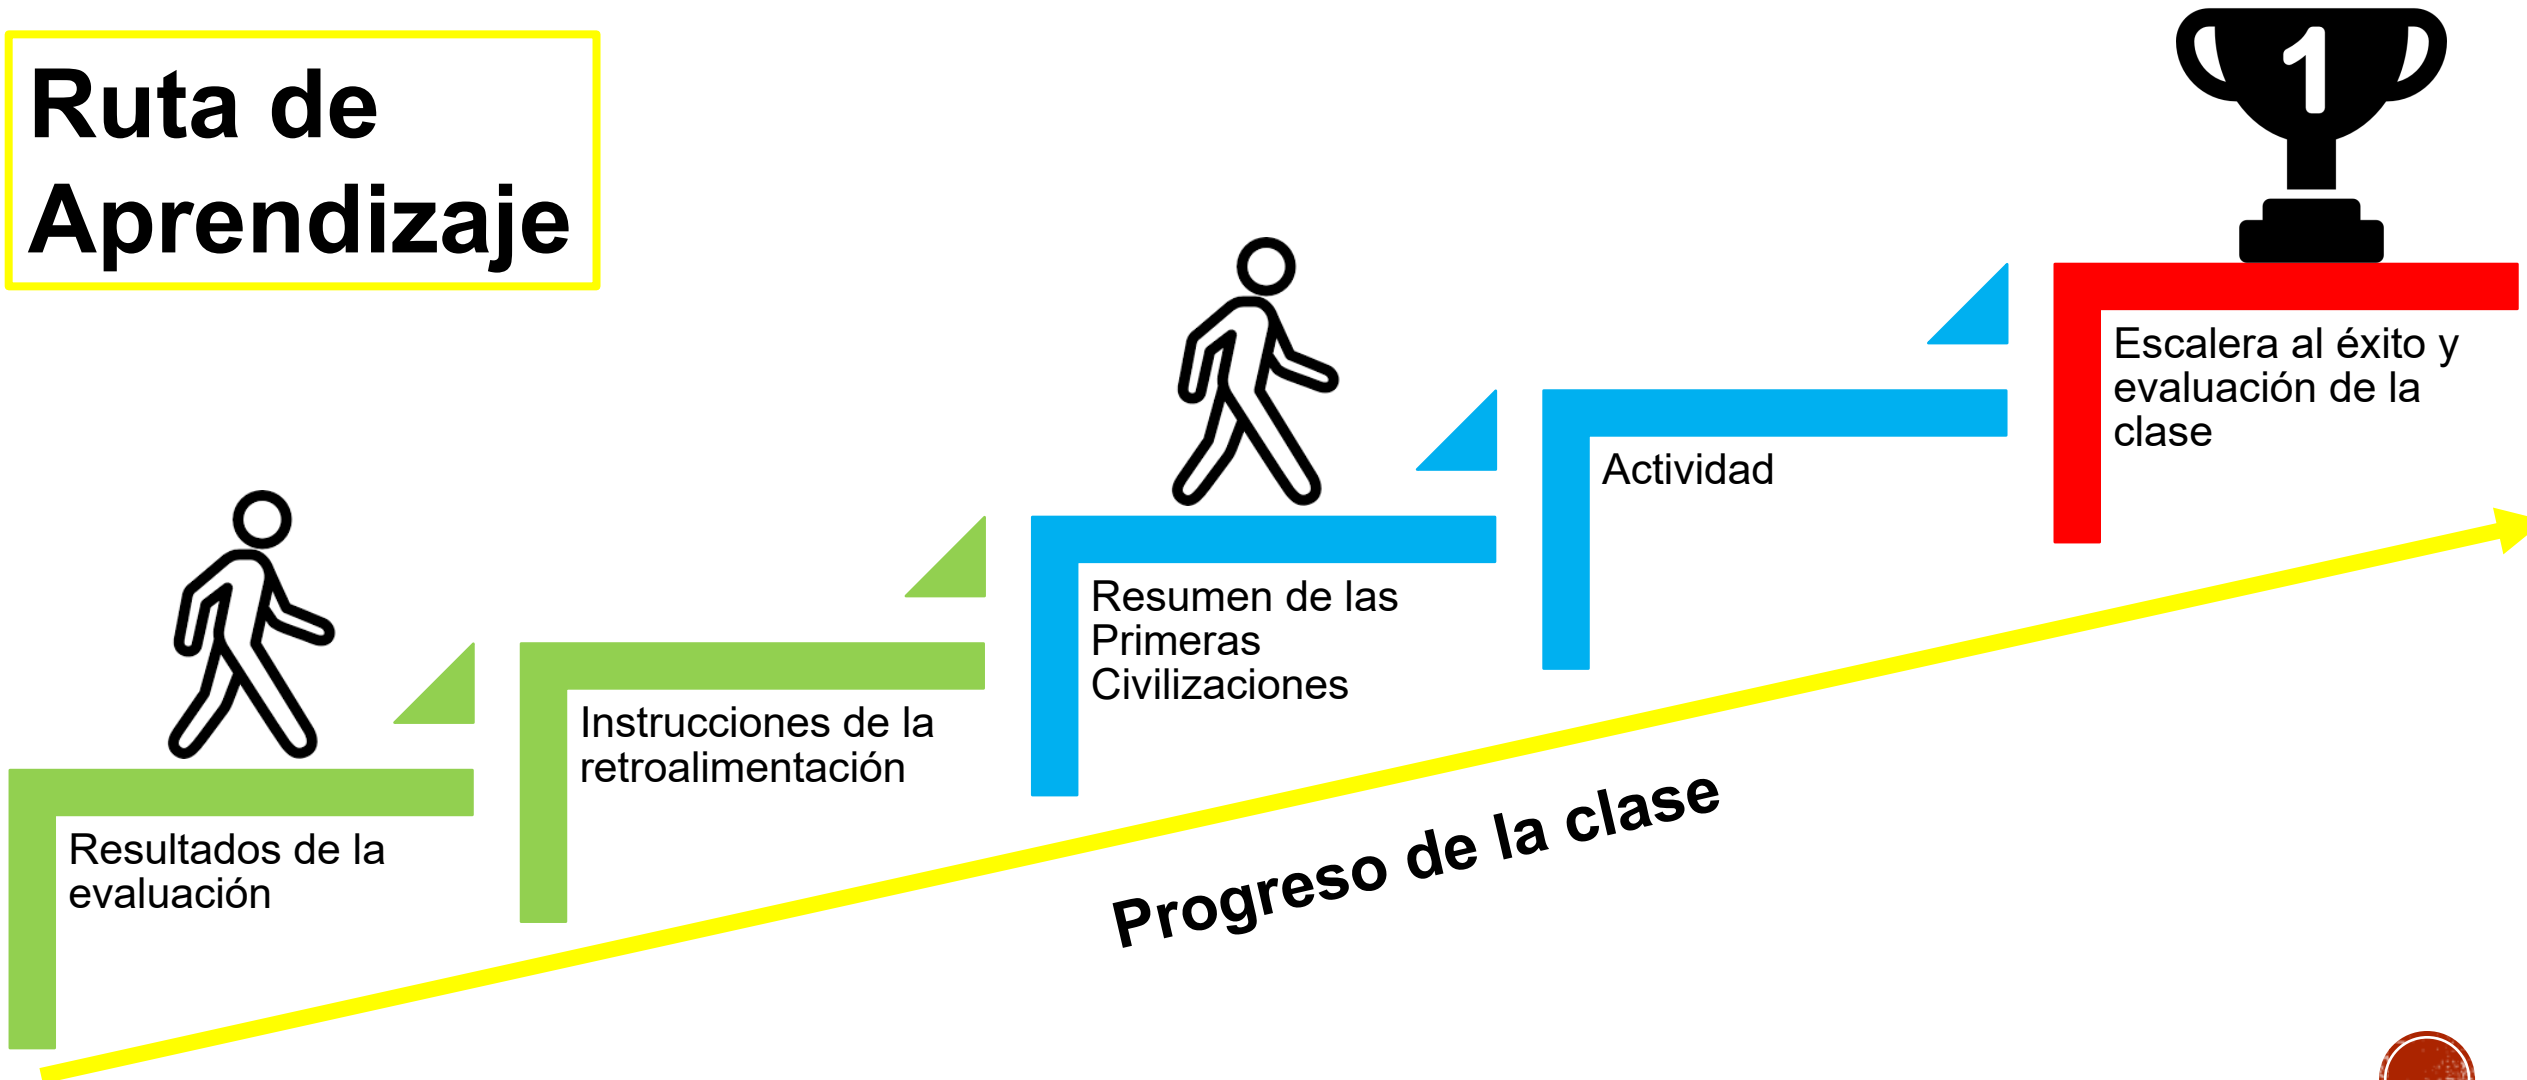 Ruta de
Aprendizaje
1
Resultados de la
evaluación
Instrucciones de la
retroalimentación
Resumen de las
Primeras
Civilizaciones
Actividad
Escalera al éxito y
evaluación de la
clase
Progreso de la clase